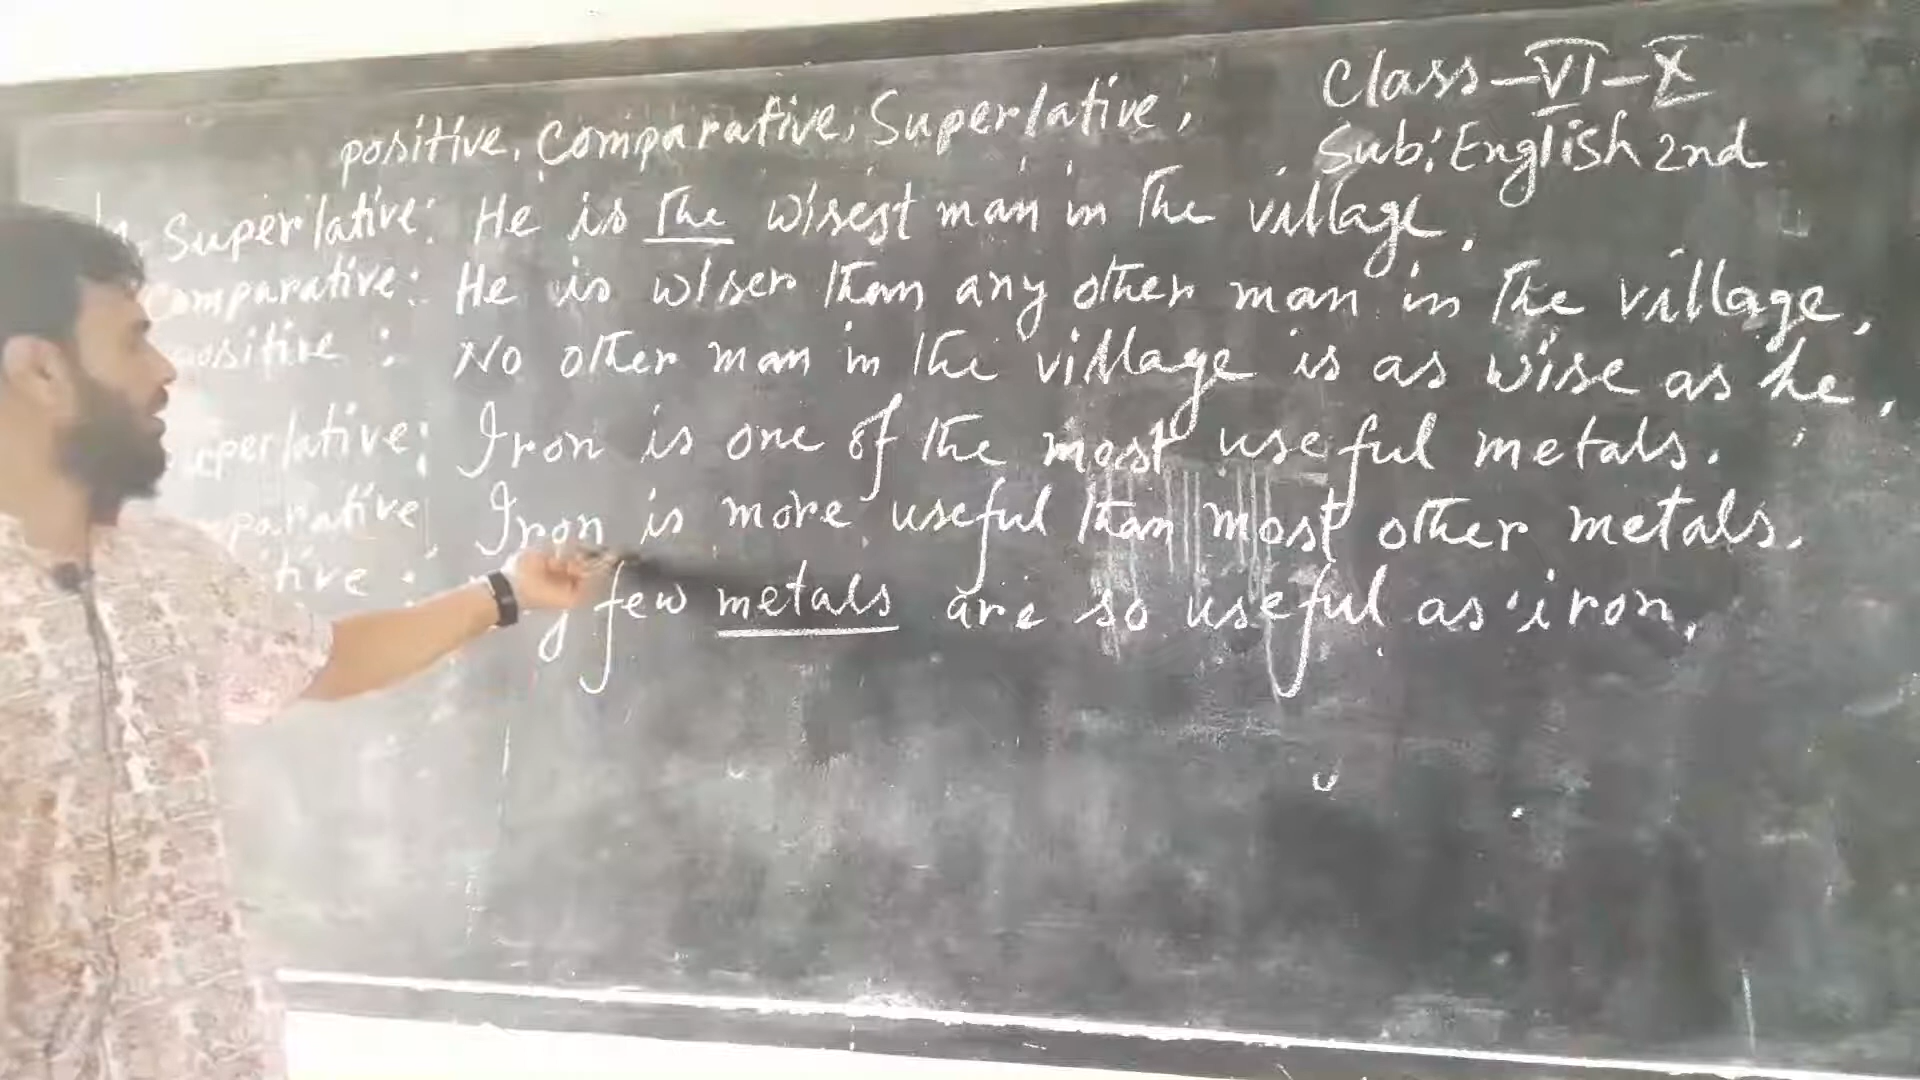 Class-VI-X
positive, Comparative, Superlative,
Sub: English 2nd
Superlative: He is The wisest man in The village.
Comparative: He is wiser than any other man in The village.
positive: No other man in the village is as wise as he.
Superlative: Iron is one of the most useful metals.
Comparative: Iron is more useful than most other metals.
few metals are so useful as iron.